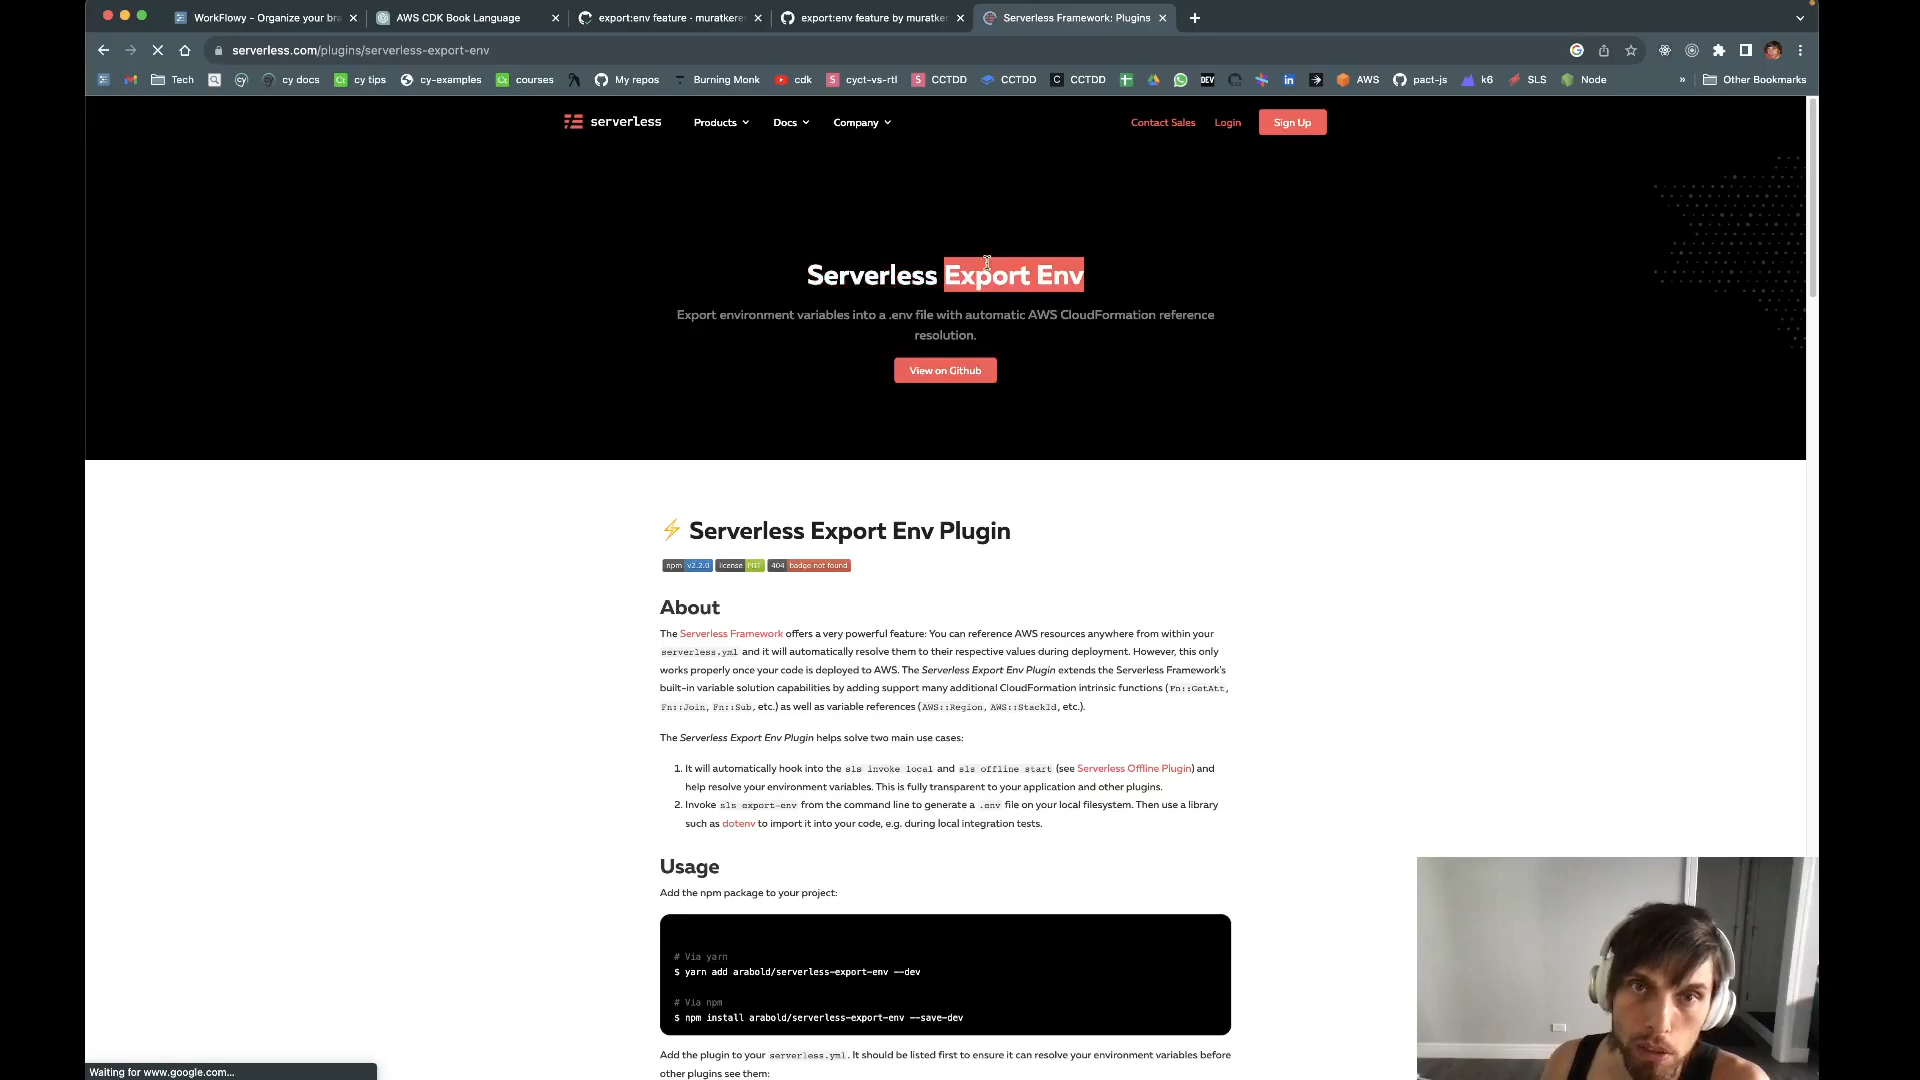 WorkFlowy - Organize your bra
AWS CDK Book Language
export:env feature - muratkerem
export:env feature by muratker
Serverless Framework: Plugins
serverless.com/plugins/serverless-export-env
Tech
cy
cy docs
Ct
cy tips
cy-examples
Ct
courses
My repos
Burning Monk
cdk
S
cyct-vs-rtl
S
CCTDD
CCTDD
C
CCTDD
DEV
in
AWS
pact-js
k6
SLS
Node
»
Other Bookmarks
serverless
Products
Docs
Company
Contact Sales
Login
Sign Up
Serverless Export Env
Export environment variables into a .env file with automatic AWS CloudFormation reference
resolution.
View on Github
⚡ Serverless Export Env Plugin
npm v2.2.0 license MIT 404 badge not found
About
The Serverless Framework offers a very powerful feature: You can reference AWS resources anywhere from within your
serverless.yml and it will automatically resolve them to their respective values during deployment. However, this only
works properly once your code is deployed to AWS. The Serverless Export Env Plugin extends the Serverless Framework's
built-in variable solution capabilities by adding support many additional CloudFormation intrinsic functions (Fn::GetAtt,
Fn::Join, Fn::Sub, etc.) as well as variable references (AWS::Region, AWS::StackId, etc.).
The Serverless Export Env Plugin helps solve two main use cases:
1. It will automatically hook into the sls invoke local and sls offline start (see Serverless Offline Plugin) and
help resolve your environment variables. This is fully transparent to your application and other plugins.
2. Invoke sls export-env from the command line to generate a .env file on your local filesystem. Then use a library
such as dotenv to import it into your code, e.g. during local integration tests.
Usage
Add the npm package to your project:
# Via yarn
$ yarn add arabold/serverless-export-env --dev
# Via npm
$ npm install arabold/serverless-export-env --save-dev
Add the plugin to your serverless.yml. It should be listed first to ensure it can resolve your environment variables before
other plugins see them:
Waiting for www.google.com...